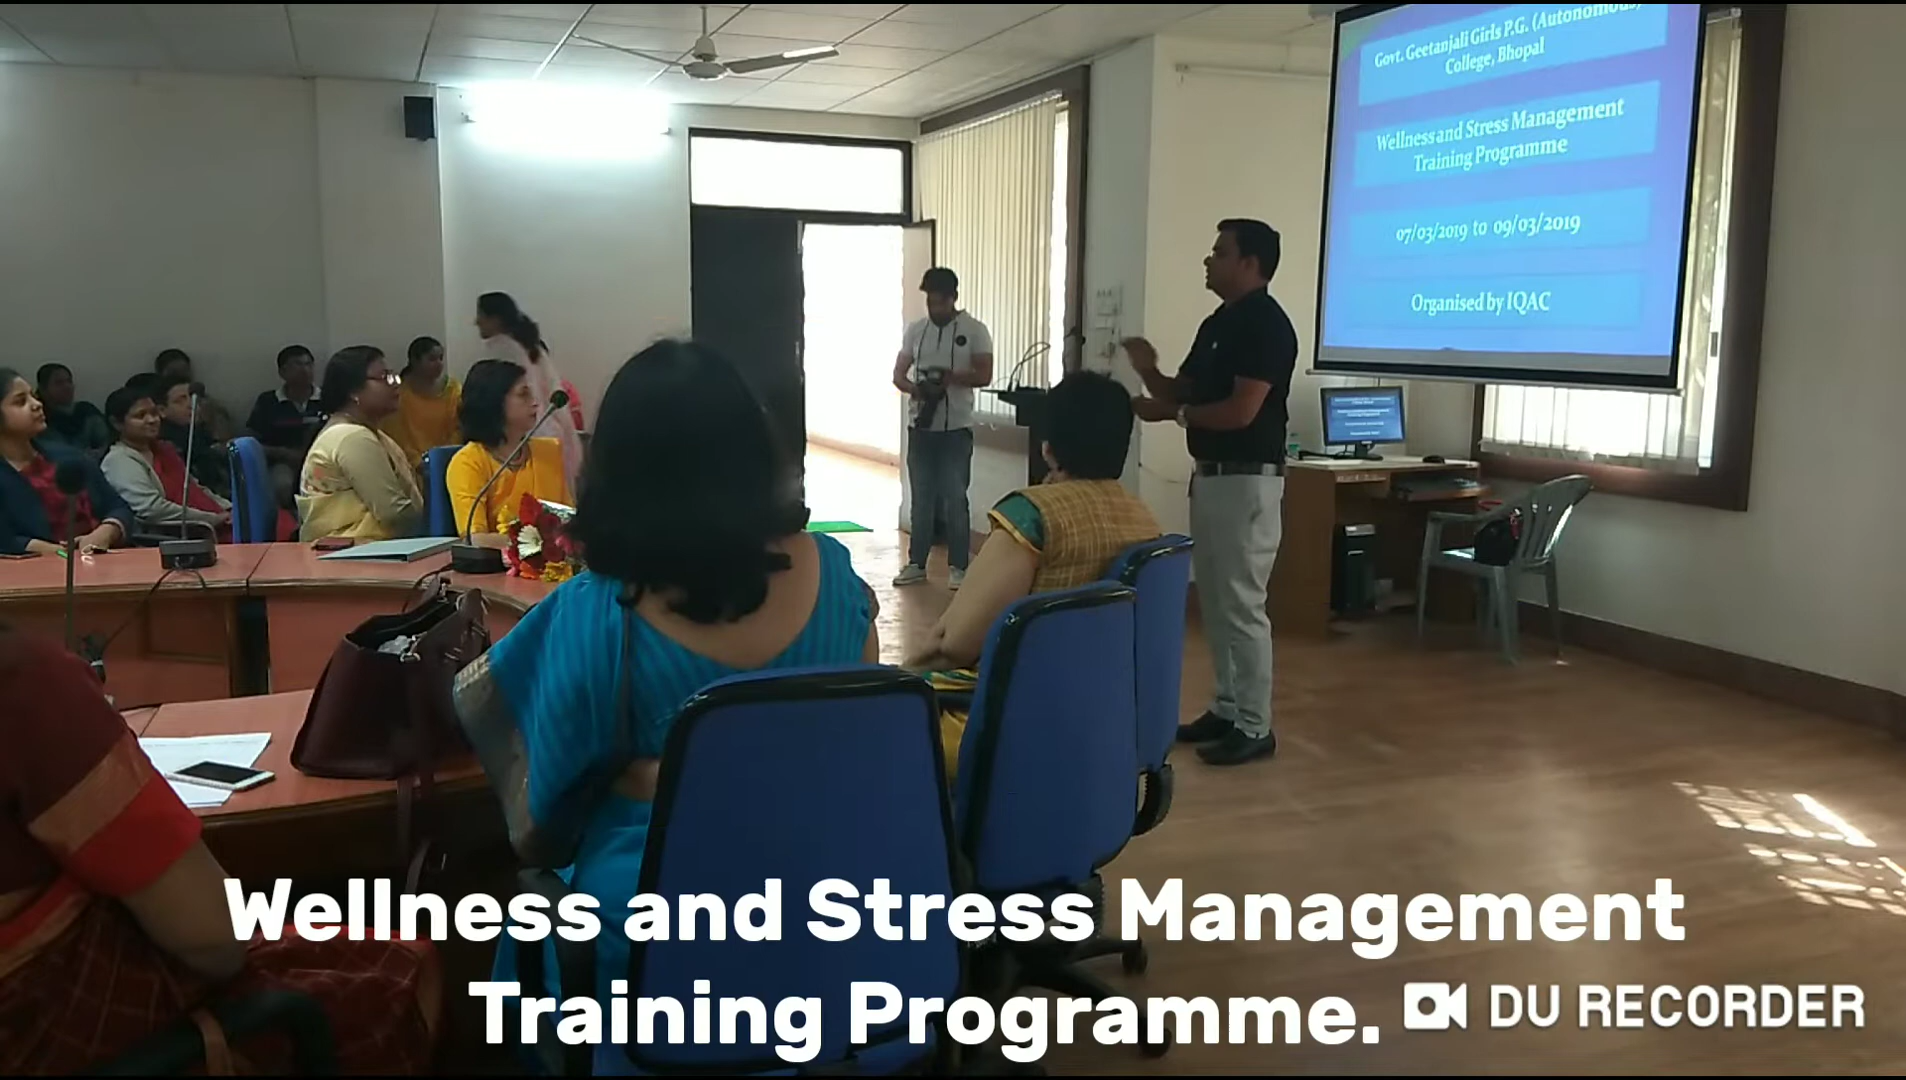 Govt. Geetanjali Girls P.G. (Autonomous)
College, Bhopal
Wellness and Stress Management
Training Programme
07/03/2019 to 09/03/2019
Organised by IQAC
Wellness and Stress Management
Training Programme.
DU RECORDER